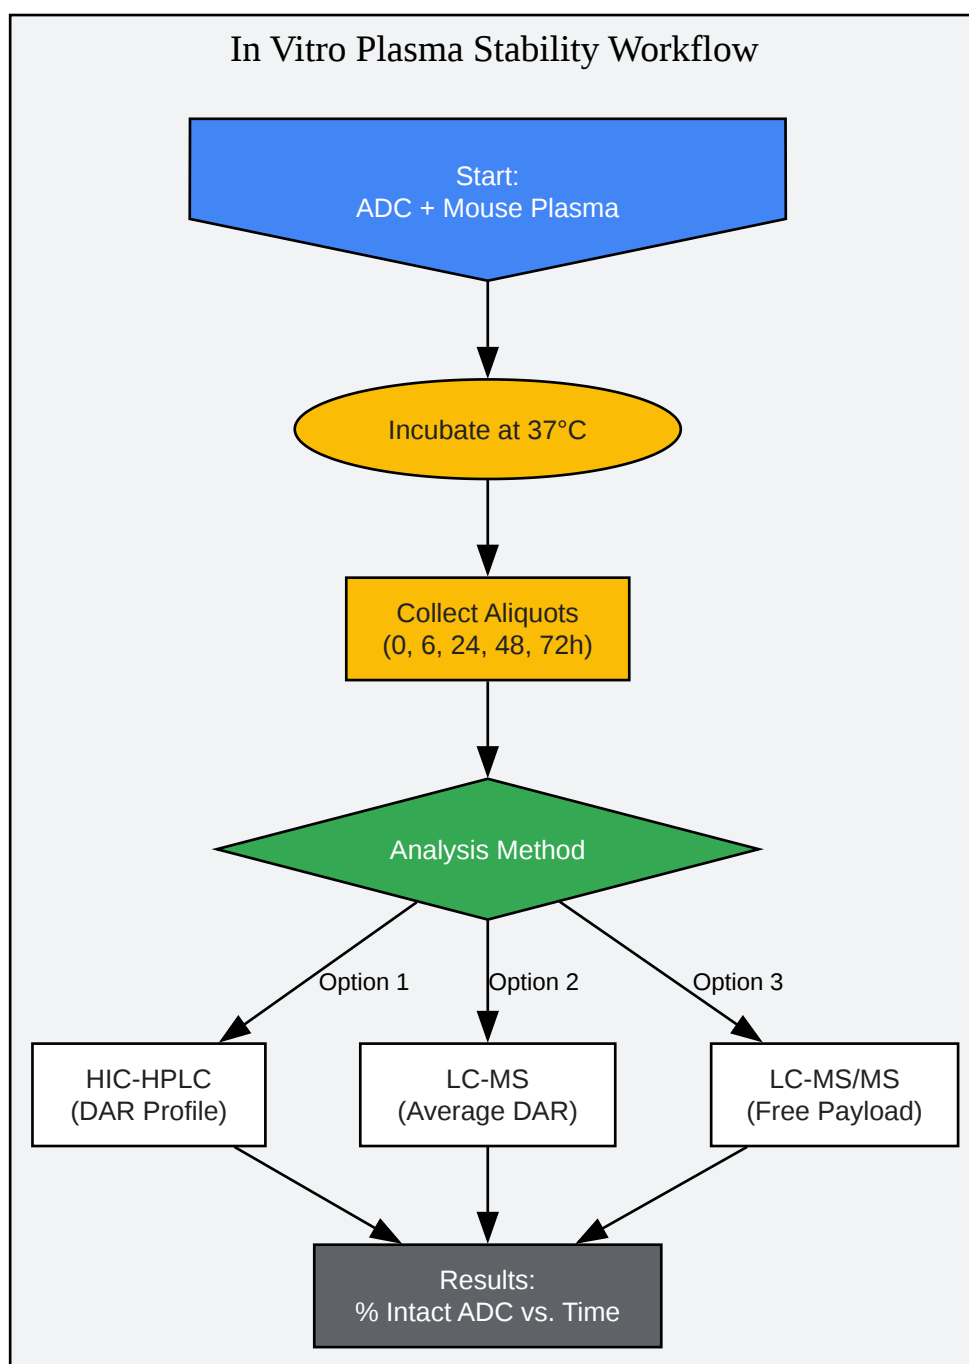 In Vitro Plasma Stability Workflow
Start:
ADC + Mouse Plasma
Incubate at 37°C
Collect Aliquots
(0, 6, 24, 48, 72h)
Analysis Method
Option 1
Option 2
Option 3
HIC-HPLC
(DAR Profile)
LC-MS
(Average DAR)
LC-MS/MS
(Free Payload)
Results:
% Intact ADC vs. Time